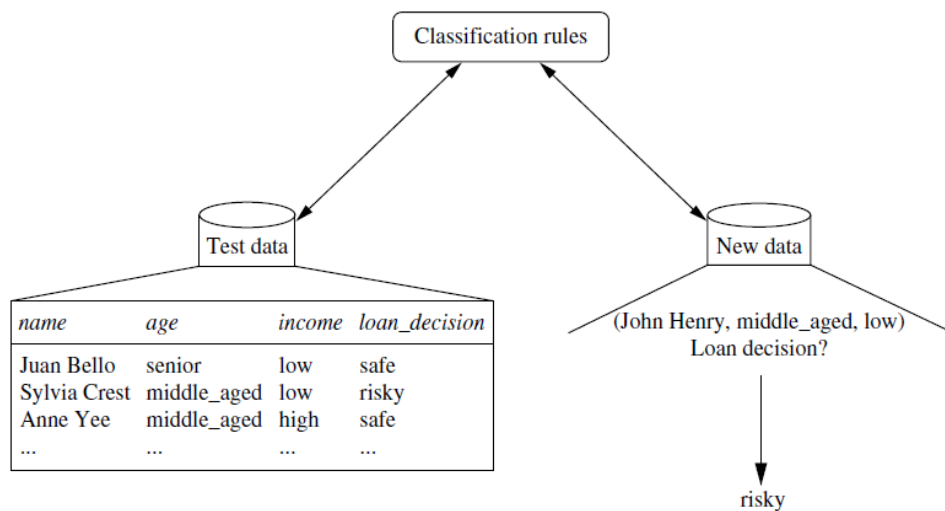 Classification rules
Test data
New data
name age income loan_decision
Juan Bello senior low safe
Sylvia Crest middle_aged low risky
Anne Yee middle_aged high safe
... ... ... ...
(John Henry, middle_aged, low)
Loan decision?
risky